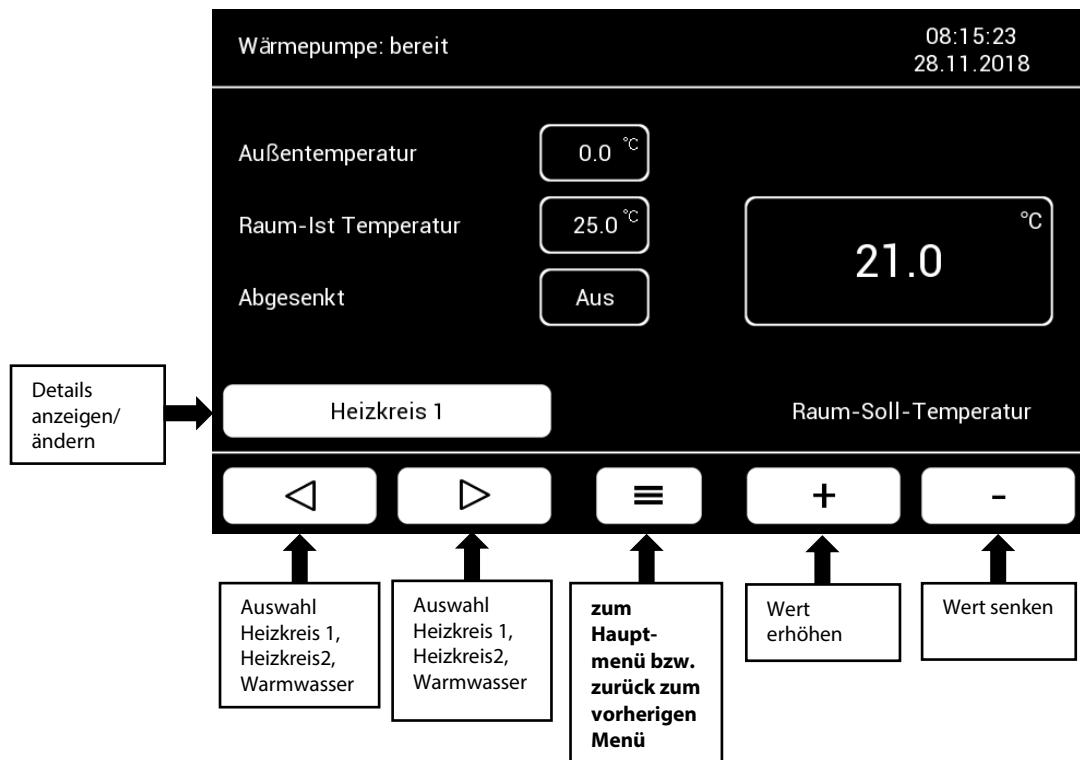 Wärmepumpe: bereit
08:15:23
28.11.2018
Außentemperatur
0.0 °C
Raum-Ist Temperatur
25.0 °C
Abgesenkt
Aus
°C
21.0
Details
anzeigen/
ändern
Heizkreis 1
Raum-Soll-Temperatur
+
-
Auswahl
Heizkreis 1,
Heizkreis2,
Warmwasser
Auswahl
Heizkreis 1,
Heizkreis2,
Warmwasser
zum
Haupt-
menü bzw.
zurück zum
vorherigen
Menü
Wert
erhöhen
Wert senken